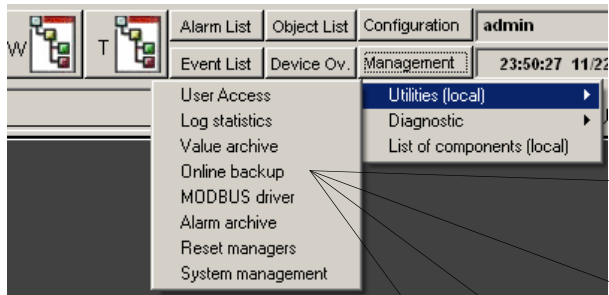 W T Alarm List Object List Configuration admin
Event List Device Ov. Management 23:50:27 11/22
User Access
Log statistics
Value archive
Online backup
MODBUS driver
Alarm archive
Reset managers
System management
Utilities (local)
Diagnostic
List of components (local)